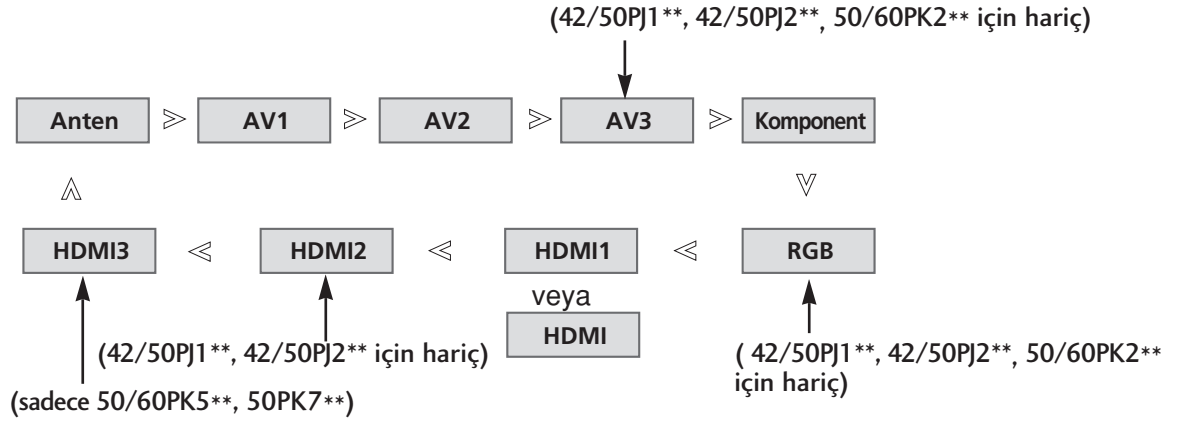 (42/50PJ1**, 42/50PJ2**, 50/60PK2** için hariç)
Anten
AV1
AV2
AV3
Komponent
HDMI3
HDMI2
HDMI1
RGB
veya
HDMI
(42/50PJ1**, 42/50PJ2** için hariç)
( 42/50PJ1**, 42/50PJ2**, 50/60PK2**
için hariç)
(sadece 50/60PK5**, 50PK7**)